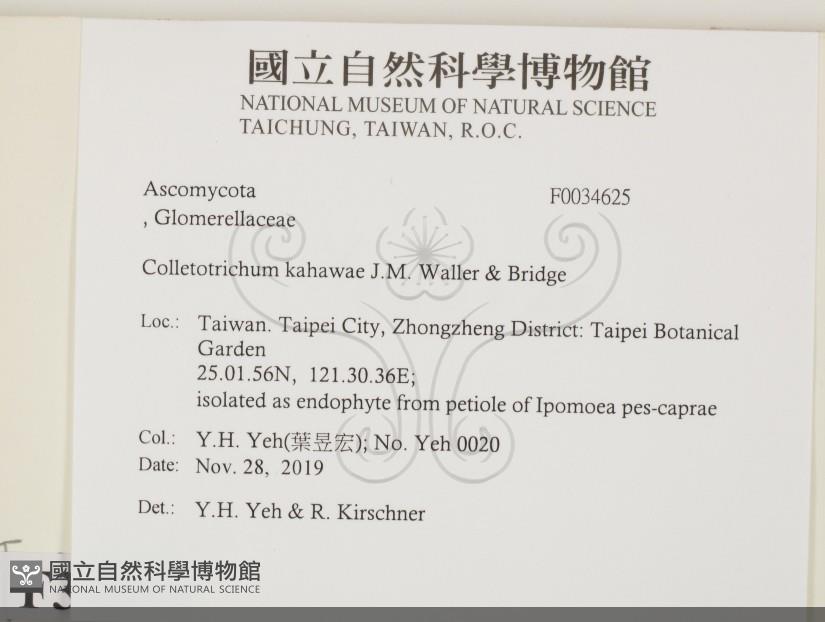 國立自然科學博物館
NATIONAL MUSEUM OF NATURAL SCIENCE
TAICHUNG, TAIWAN, R.O.C.
Ascomycota F0034625
, Glomerellaceae
Colletotrichum kahawae J.M. Waller & Bridge
Loc.: Taiwan. Taipei City, Zhongzheng District: Taipei Botanical
Garden
25.01.56N, 121.30.36E;
isolated as endophyte from petiole of Ipomoea pes-caprae
Col.: Y.H. Yeh(葉昱宏); No. Yeh 0020
Date: Nov. 28, 2019
Det.: Y.H. Yeh & R. Kirschner
國立自然科學博物館
NATIONAL MUSEUM OF NATURAL SCIENCE